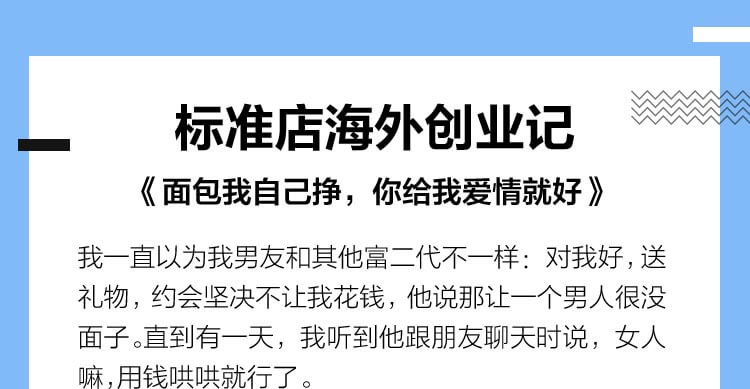 标准店海外创业记
《面包我自己挣，你给我爱情就好》
我一直以为我男友和其他富二代不一样：对我好，送
礼物，约会坚决不让我花钱，他说那让一个男人很没
面子。直到有一天，我听到他跟朋友聊天时说，女人
嘛，用钱哄哄就行了。